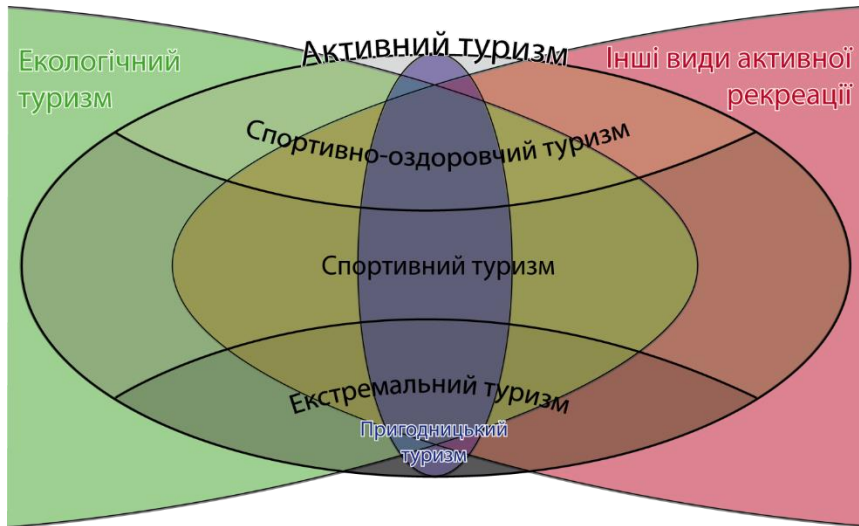 Активний туризм
Екологічний
туризм
Інші види активної
рекреації
Спортивно-оздоровчий туризм
Спортивний туризм
Екстремальний туризм
Пригодницький
туризм